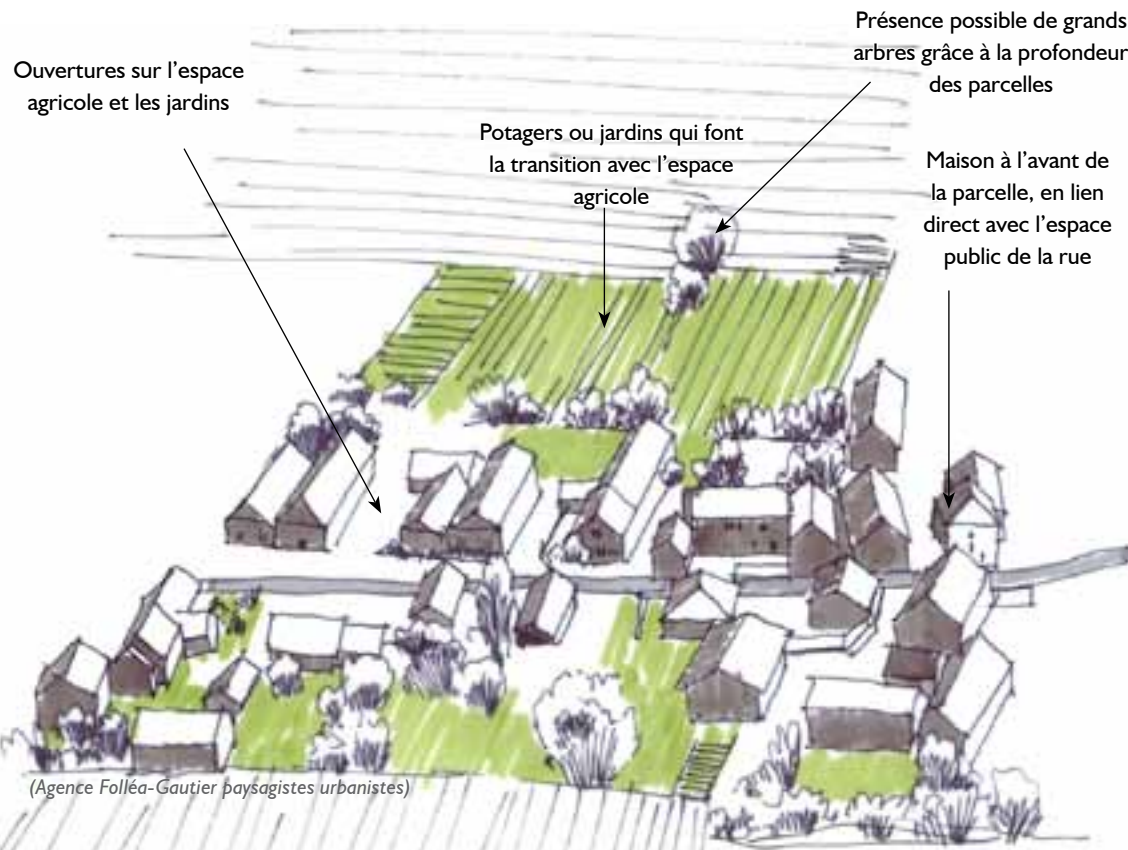 Présence possible de grands
arbres grâce à la profondeur
des parcelles
Ouvertures sur l’espace
agricole et les jardins
Potagers ou jardins qui font
la transition avec l’espace
agricole
Maison à l’avant de
la parcelle, en lien
direct avec l’espace
public de la rue
(Agence Folléa-Gautier paysagistes urbanistes)